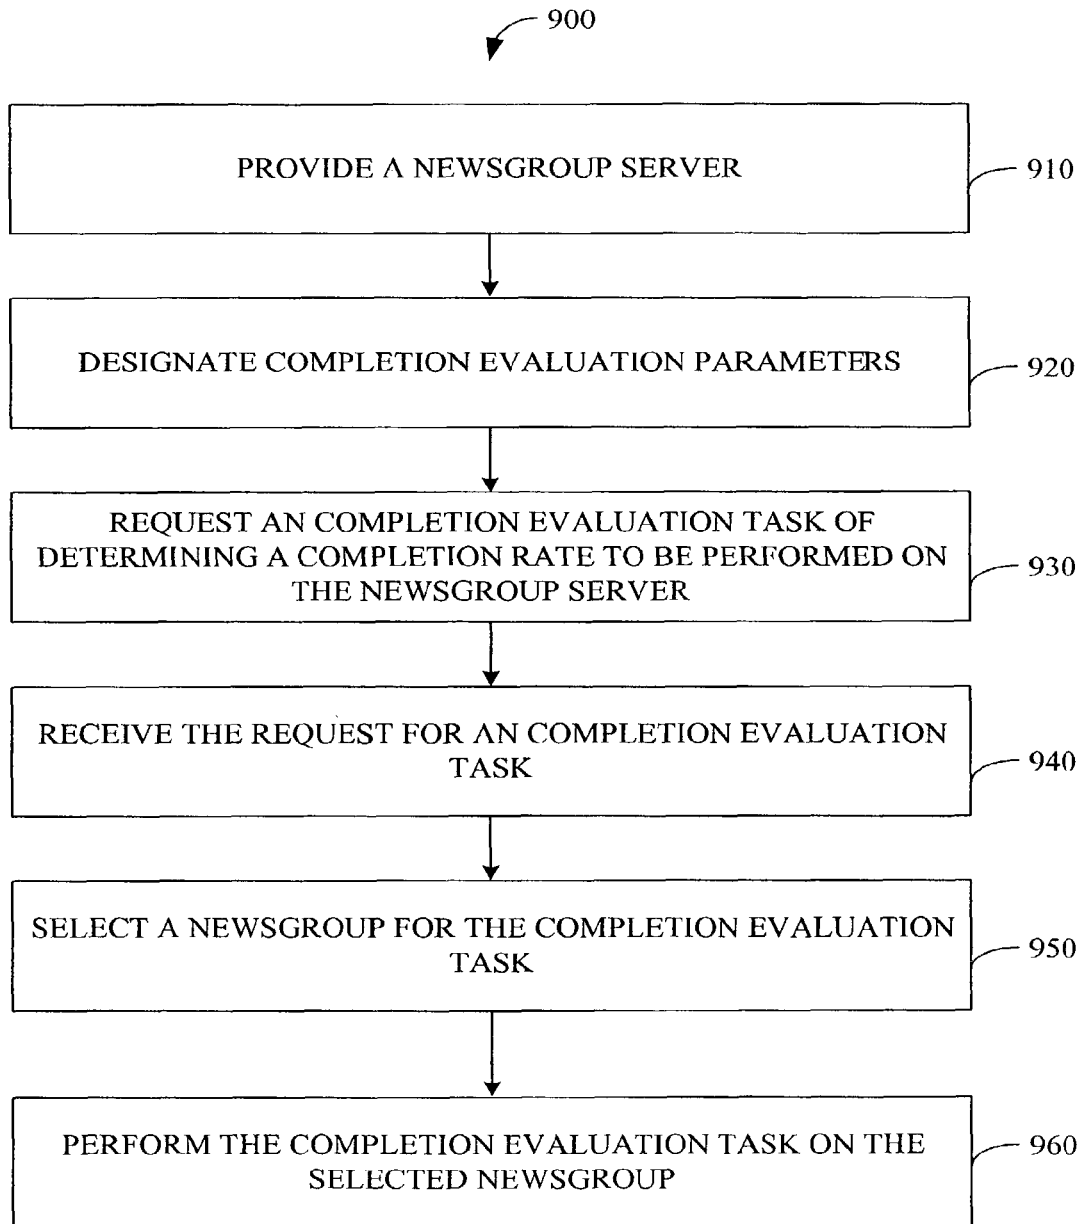 900
PROVIDE A NEWSGROUP SERVER
910
DESIGNATE COMPLETION EVALUATION PARAMETERS
920
REQUEST AN COMPLETION EVALUATION TASK OF
DETERMINING A COMPLETION RATE TO BE PERFORMED ON
THE NEWSGROUP SERVER
930
RECEIVE THE REQUEST FOR AN COMPLETION EVALUATION
TASK
940
SELECT A NEWSGROUP FOR THE COMPLETION EVALUATION
TASK
950
PERFORM THE COMPLETION EVALUATION TASK ON THE
SELECTED NEWSGROUP
960